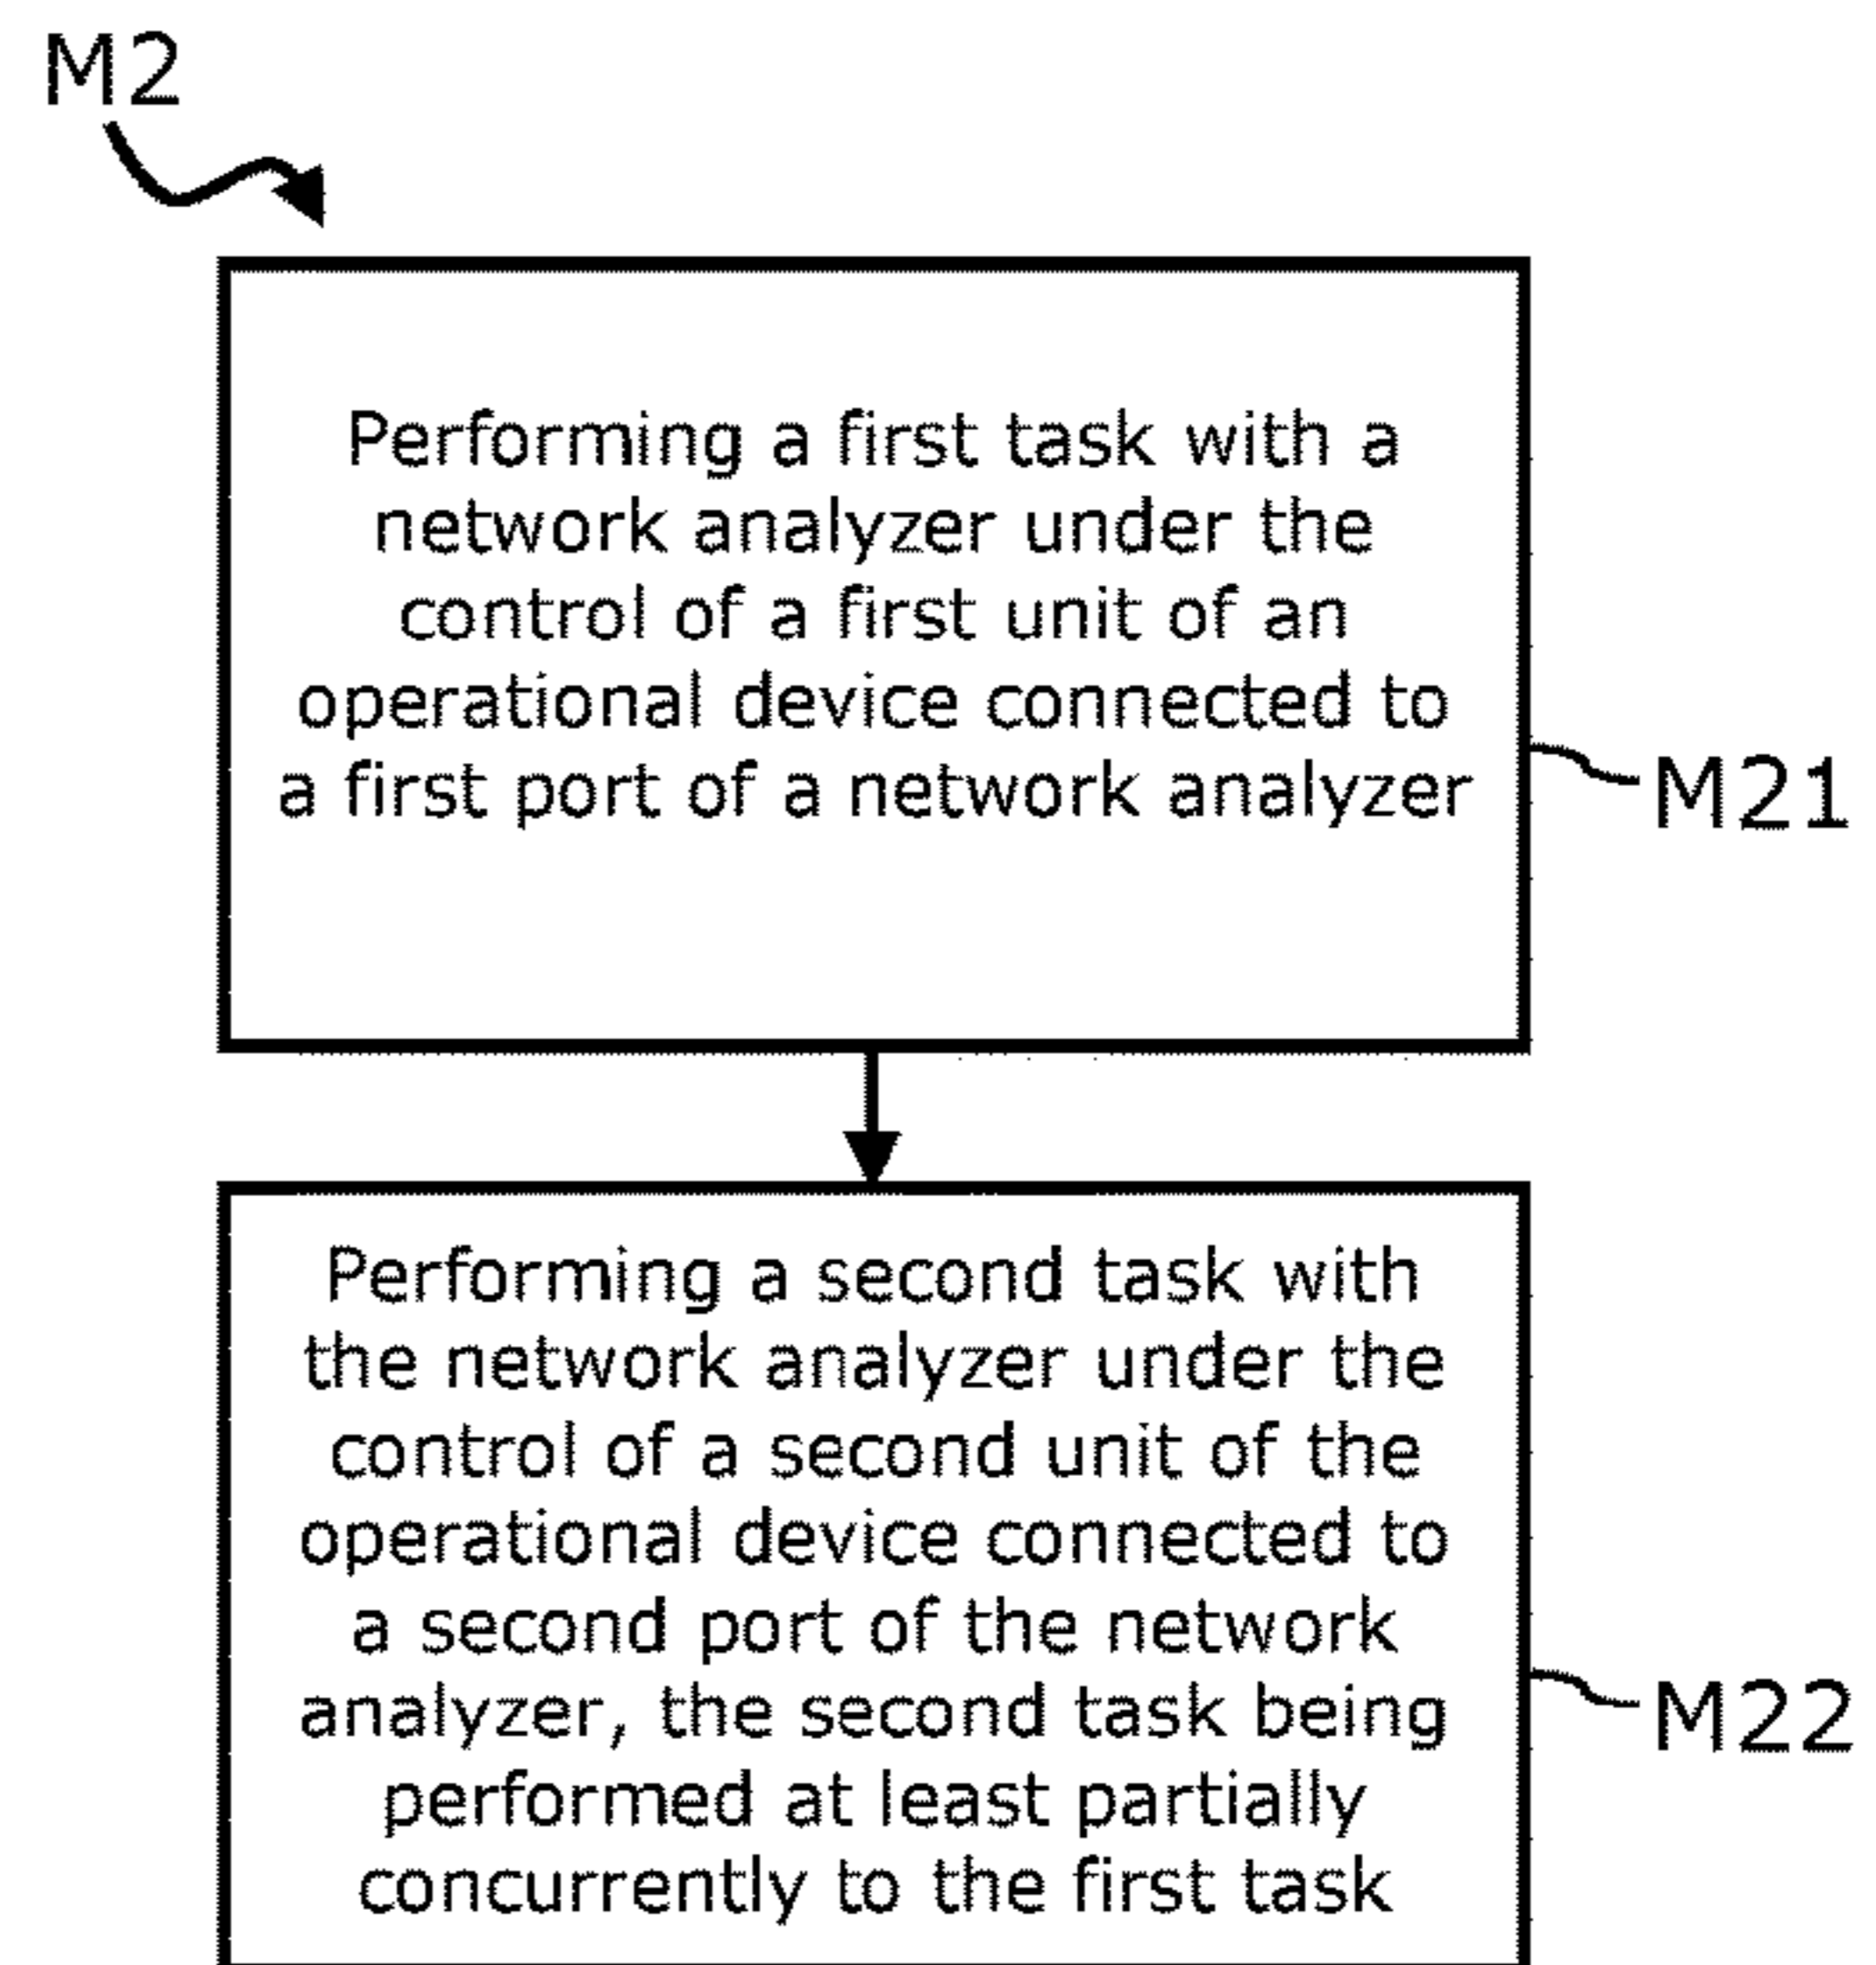 M2
Performing a first task with a
network analyzer under the
control of a first unit of an
operational device connected to
a first port of a network analyzer
M21
Performing a second task with
the network analyzer under the
control of a second unit of the
operational device connected to
a second port of the network
analyzer, the second task being
performed at least partially
concurrently to the first task
M22